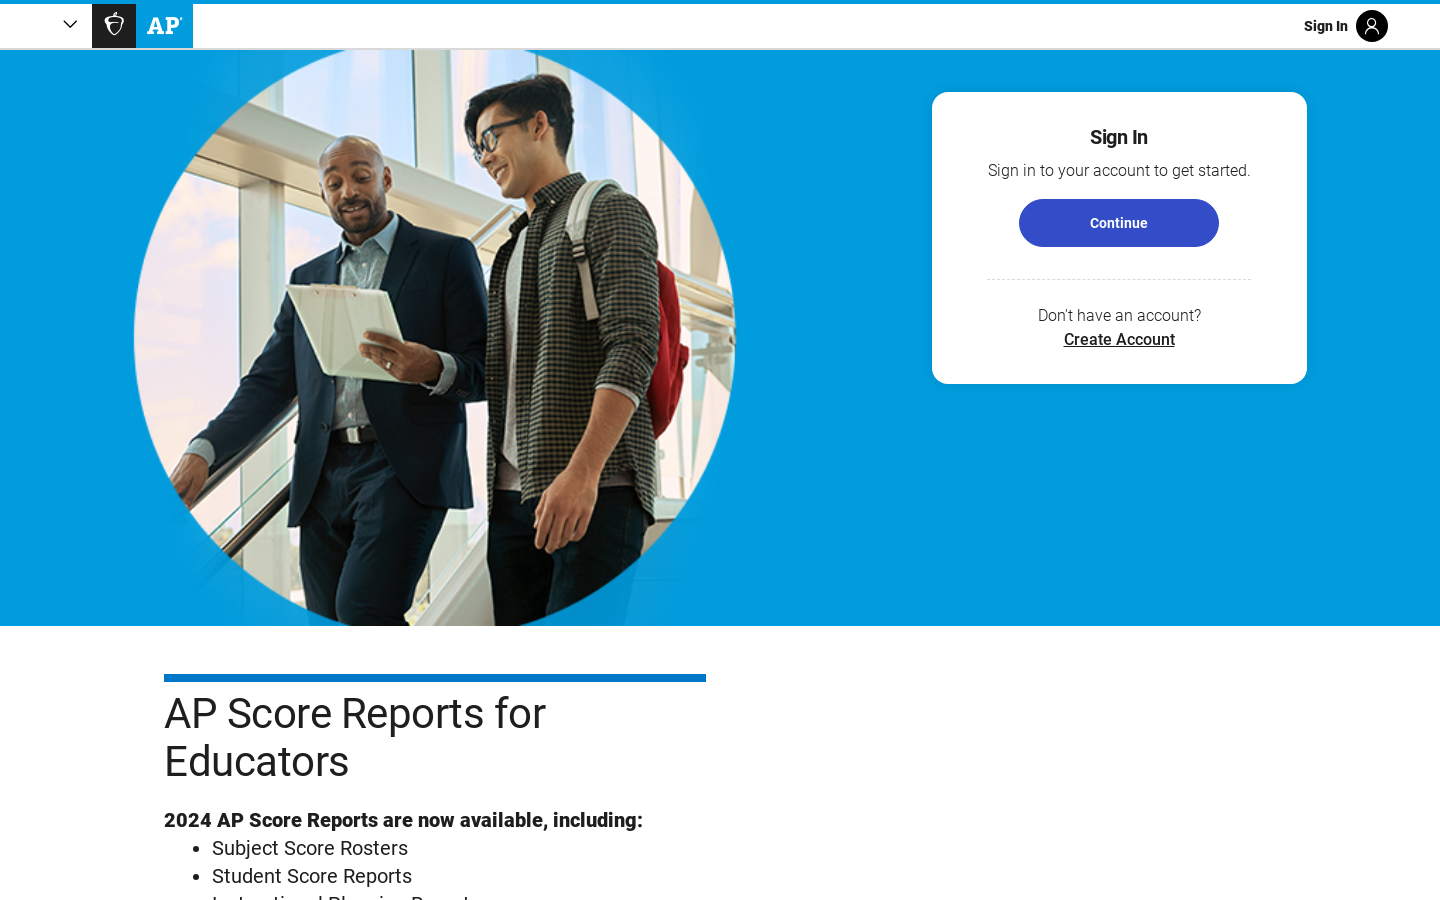 AP
Sign In
Sign In
Sign in to your account to get started.
Continue
Don't have an account?
Create Account
AP Score Reports for
Educators
2024 AP Score Reports are now available, including:
Subject Score Rosters
Student Score Reports